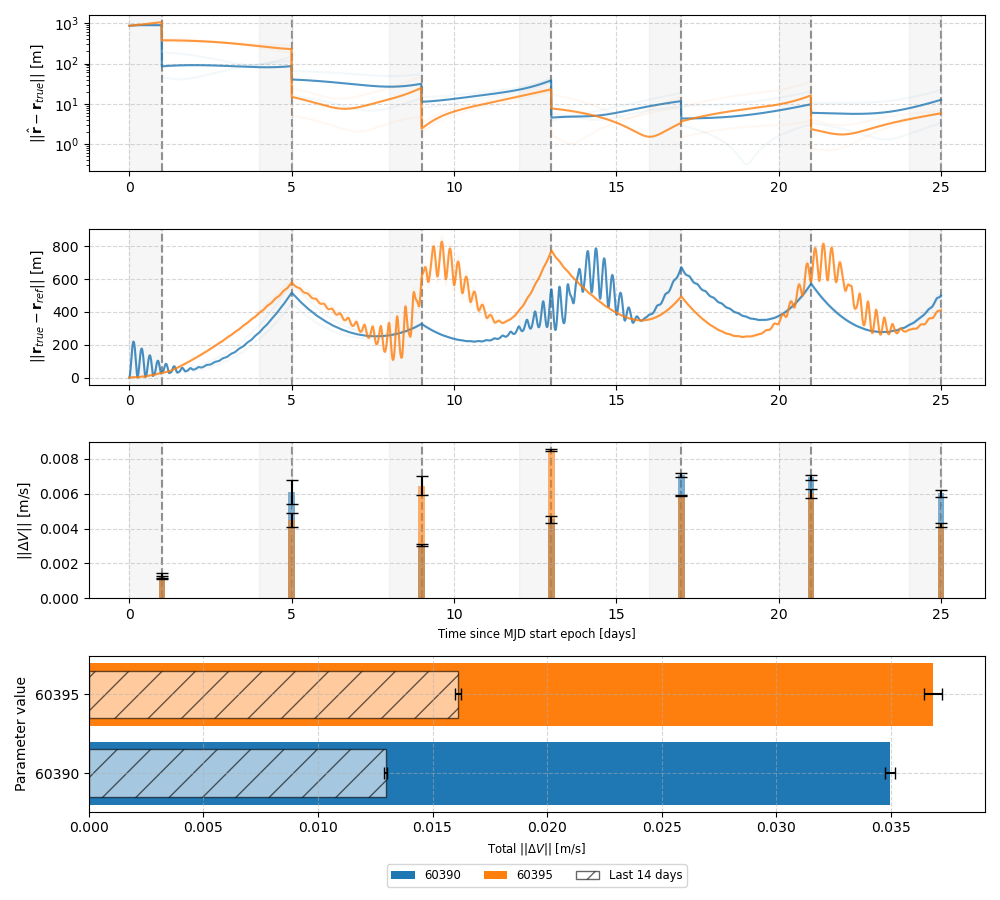 ||r̂ − r_true|| [m]
10³
10²
10¹
10⁰
0 5 10 15 20 25
||r_true − r_ref|| [m]
800
600
400
200
0
0 5 10 15 20 25
||ΔV|| [m/s]
0.008
0.006
0.004
0.002
0.000
0 5 10 15 20 25
Time since MJD start epoch [days]
Parameter value
60395
60390
0.000 0.005 0.010 0.015 0.020 0.025 0.030 0.035
Total ||ΔV|| [m/s]
60390 60395 Last 14 days